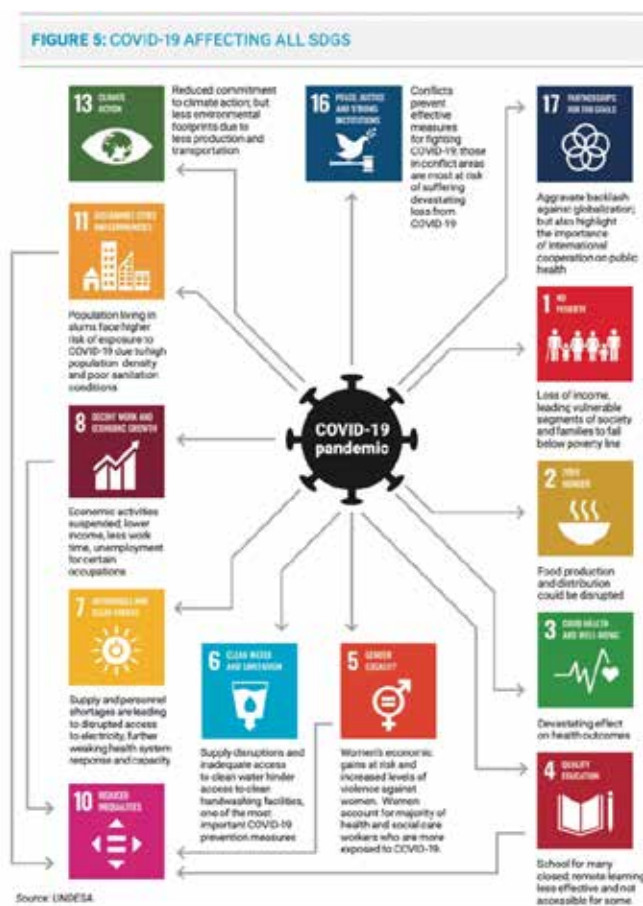 FIGURE 5: COVID-19 AFFECTING ALL SDGS
13 CLIMATE
ACTION
Reduced commitment
to climate action; but
less environmental
footprints due to
less production and
transportation
16 PEACE, JUSTICE
AND STRONG
INSTITUTIONS
Conflicts
prevent
effective
measures
for fighting
COVID-19; those
in conflict areas
are most at risk
of suffering
devastating
loss from
COVID-19
17 PARTNERSHIPS
FOR THE GOALS
Aggravate backlash
against globalization;
but also highlight
the importance
of international
cooperation on public
health
11 SUSTAINABLE CITIES
AND COMMUNITIES
Population living in
slums face higher
risk of exposure to
COVID-19 due to high
population density
and poor sanitation
conditions
1 NO
POVERTY
Loss of income,
leading vulnerable
segments of society
and families to fall
below poverty line
COVID-19
pandemic
8 DECENT WORK AND
ECONOMIC GROWTH
Economic activities
suspended; lower
income, less work
time, unemployment
for certain
occupations
2 ZERO
HUNGER
Food production
and distribution
could be disrupted
7 AFFORDABLE AND
CLEAN ENERGY
Supply and personnel
shortages are leading
to disrupted access
to electricity, further
weakening health system
response and capacity
6 CLEAN WATER
AND SANITATION
Supply disruptions and
inadequate access
to clean water hinder
access to clean
handwashing facilities,
one of the most
important COVID-19
prevention measures
5 GENDER
EQUALITY
Women's economic
gains at risk and
increased levels of
violence against
women. Women
account for majority of
health and social care
workers who are more
exposed to COVID-19.
3 GOOD HEALTH
AND WELL-BEING
Devastating effect
on health outcomes
4 QUALITY
EDUCATION
School for many
closed; remote learning
less effective and not
accessible for some
10 REDUCED
INEQUALITIES
Source: UNDESA